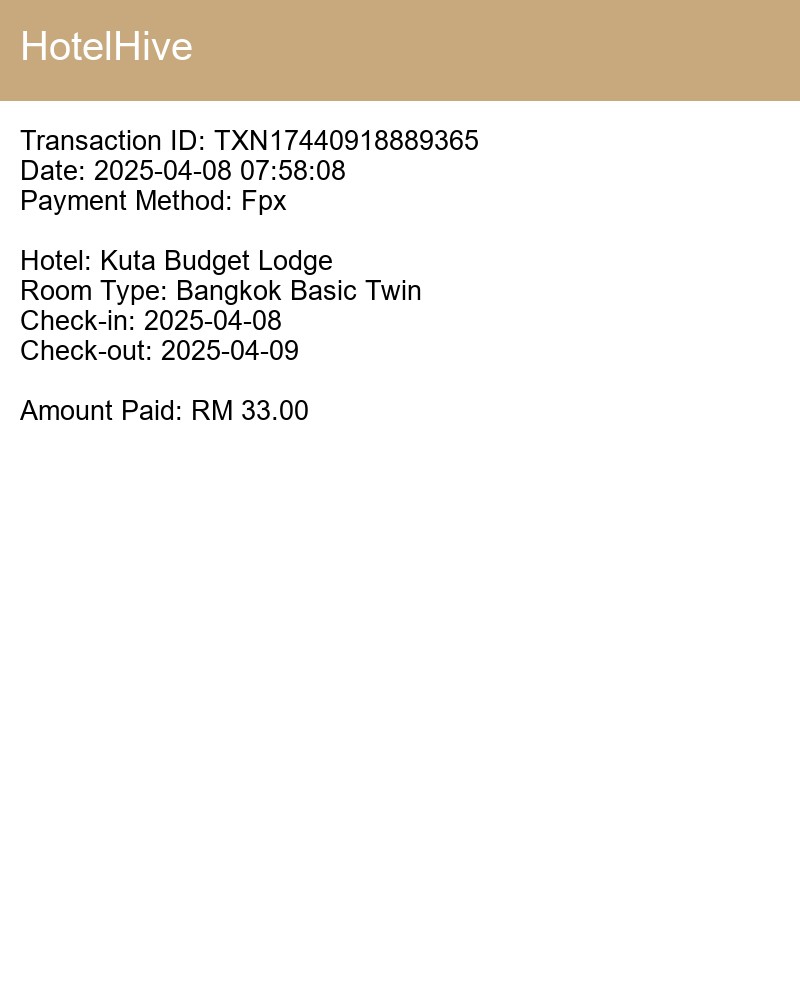 HotelHive
Transaction ID: TXN17440918889365
Date: 2025-04-08 07:58:08
Payment Method: Fpx
Hotel: Kuta Budget Lodge
Room Type: Bangkok Basic Twin
Check-in: 2025-04-08
Check-out: 2025-04-09
Amount Paid: RM 33.00